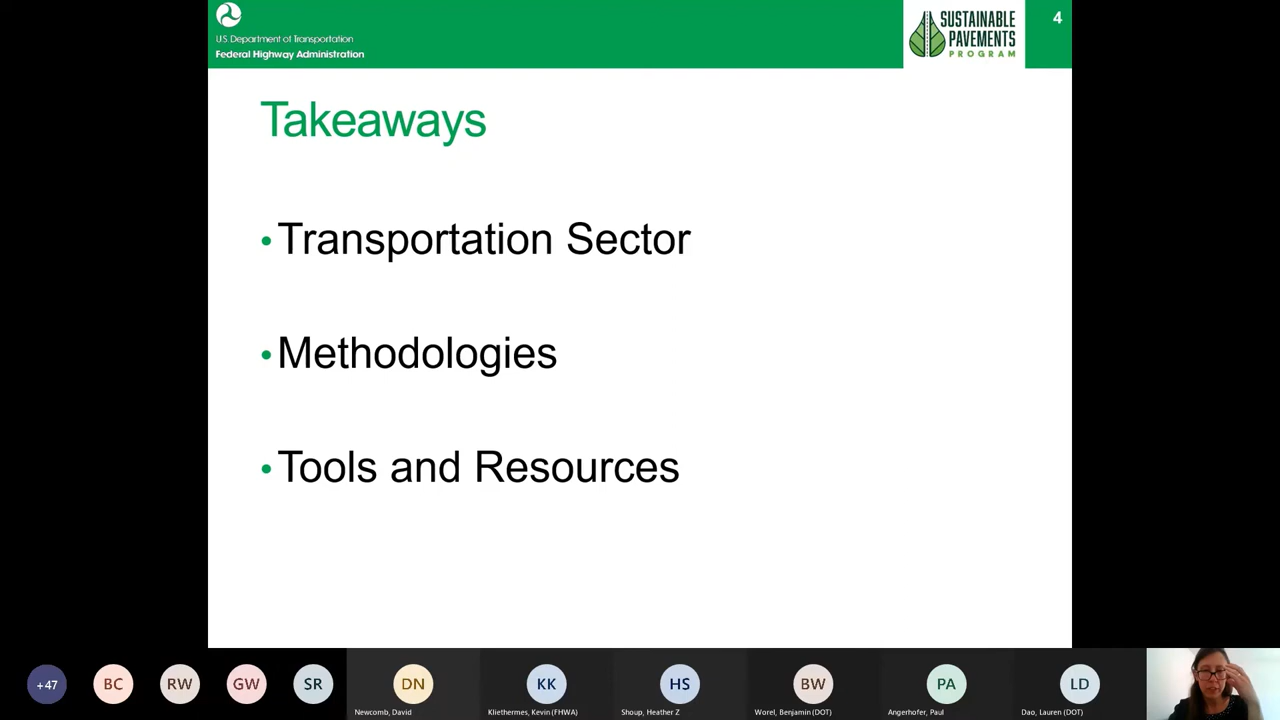 U.S. Department of Transportation
Federal Highway Administration
SUSTAINABLE
PAVEMENTS
PROGRAM
4
Takeaways
• Transportation Sector
• Methodologies
• Tools and Resources
+47
BC
RW
GW
SR
DN
KK
HS
BW
PA
LD
Newcomb, David
Kliethermes, Kevin (FHWA)
Shoup, Heather Z
Worel, Benjamin (DOT)
Angerhofer, Paul
Dao, Lauren (DOT)